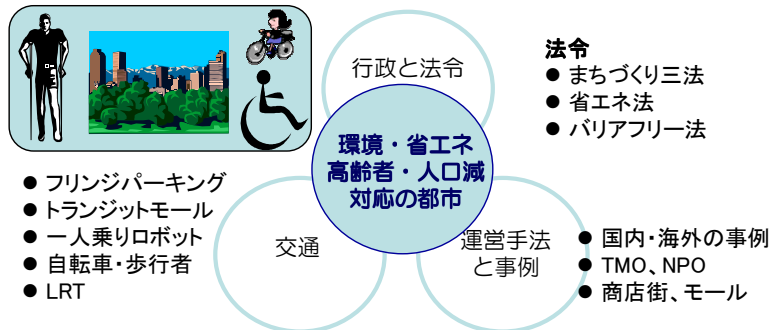 行政と法令
環境・省エネ
高齢者・人口減
対応の都市
交通
運営手法
と事例
法令
● まちづくり三法
● 省エネ法
● バリアフリー法
● フリンジパーキング
● トランジットモール
● 一人乗りロボット
● 自転車・歩行者
● LRT
● 国内・海外の事例
● TMO、NPO
● 商店街、モール